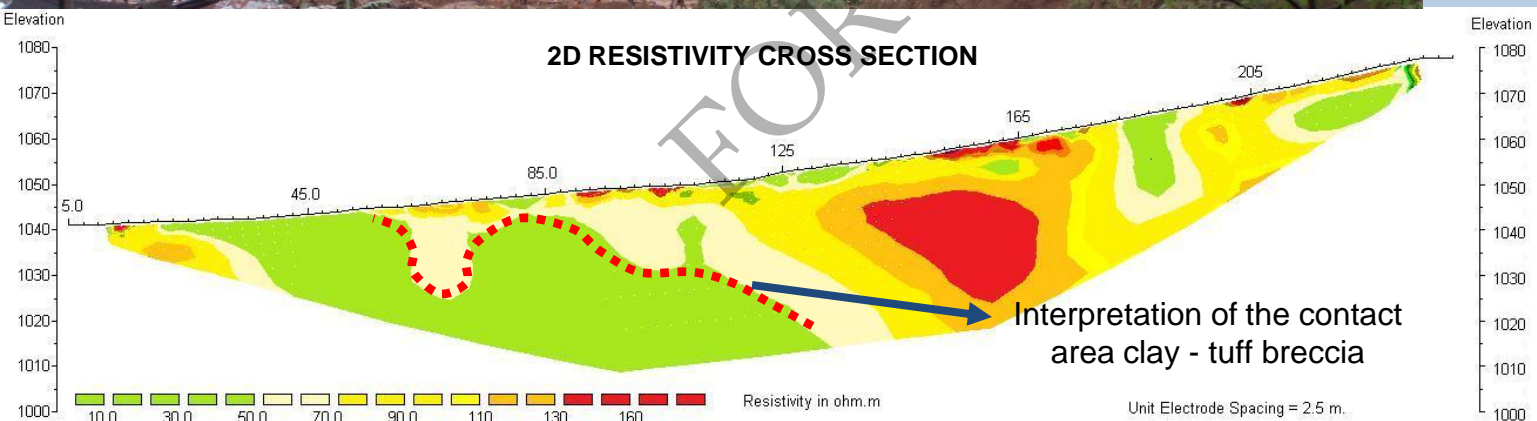 Elevation
Elevation
2D RESISTIVITY CROSS SECTION
1080
1070
1060
1050
1040
1030
1020
1010
1000
1080
1070
1060
1050
1040
1030
1020
1010
1000
5.0
45.0
85.0
125
165
205
FOR
Interpretation of the contact
area clay - tuff breccia
10.0 30.0 50.0 70.0 90.0 110 130 160
Resistivity in ohm.m
Unit Electrode Spacing = 2.5 m.